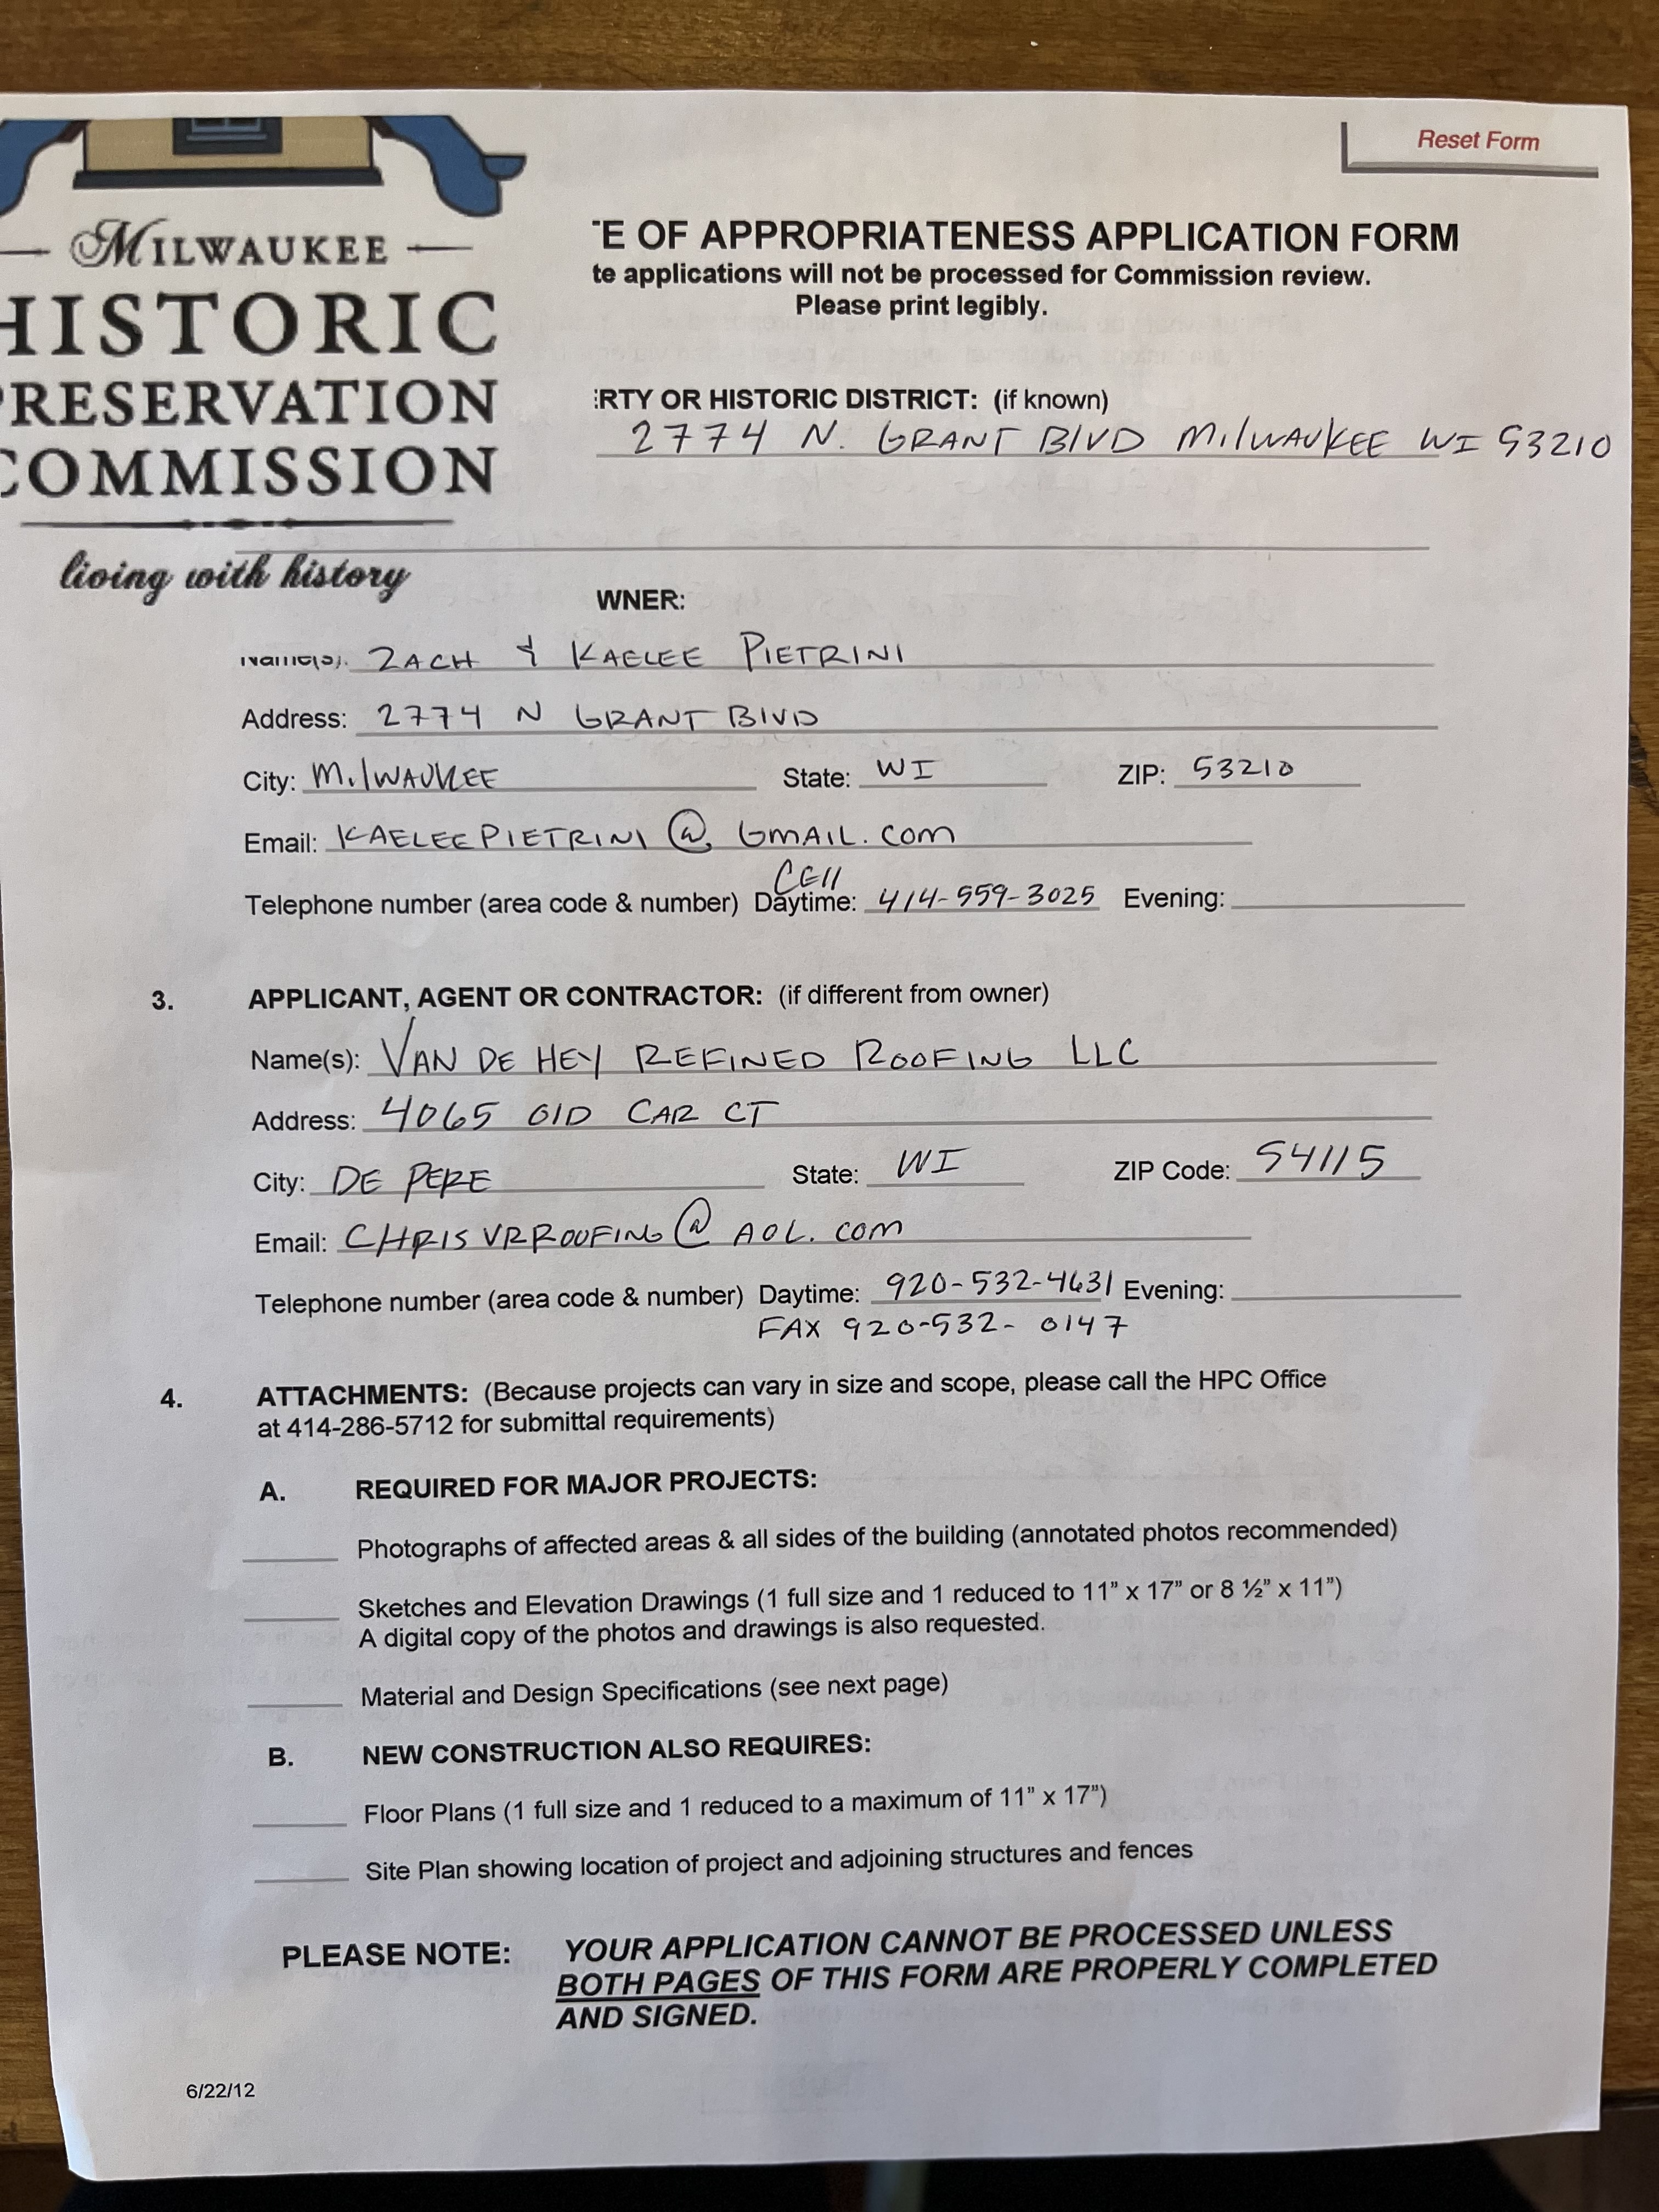 Reset Form
MILWAUKEE
HISTORIC
PRESERVATION
COMMISSION
living with history
E OF APPROPRIATENESS APPLICATION FORM
te applications will not be processed for Commission review.
Please print legibly.
ERTY OR HISTORIC DISTRICT: (if known)
2774 N. GRANT BlVD MilWAUKEE WI 53210
WNER:
Name(s): ZACH & KAELEE PIETRINI
Address: 2774 N GRANT BlVD
City: MilWAUKEE State: WI ZIP: 53210
Email: KAELEEPIETRINI@GMAIL.com
CEll
Telephone number (area code & number) Daytime: 414-559-3025 Evening:
3. APPLICANT, AGENT OR CONTRACTOR: (if different from owner)
Name(s): VAN DE HEY REFINED ROOFING LLC
Address: 4065 OlD CAR CT
City: DE PERE State: WI ZIP Code: 54115
Email: CHRISVRROOFING@AOL.com
Telephone number (area code & number) Daytime: 920-532-4631 Evening:
FAX 920-532-0147
4. ATTACHMENTS: (Because projects can vary in size and scope, please call the HPC Office
at 414-286-5712 for submittal requirements)
A. REQUIRED FOR MAJOR PROJECTS:
Photographs of affected areas & all sides of the building (annotated photos recommended)
Sketches and Elevation Drawings (1 full size and 1 reduced to 11” x 17” or 8 ½” x 11”)
A digital copy of the photos and drawings is also requested.
Material and Design Specifications (see next page)
B. NEW CONSTRUCTION ALSO REQUIRES:
Floor Plans (1 full size and 1 reduced to a maximum of 11” x 17”)
Site Plan showing location of project and adjoining structures and fences
PLEASE NOTE: YOUR APPLICATION CANNOT BE PROCESSED UNLESS
BOTH PAGES OF THIS FORM ARE PROPERLY COMPLETED
AND SIGNED.
6/22/12